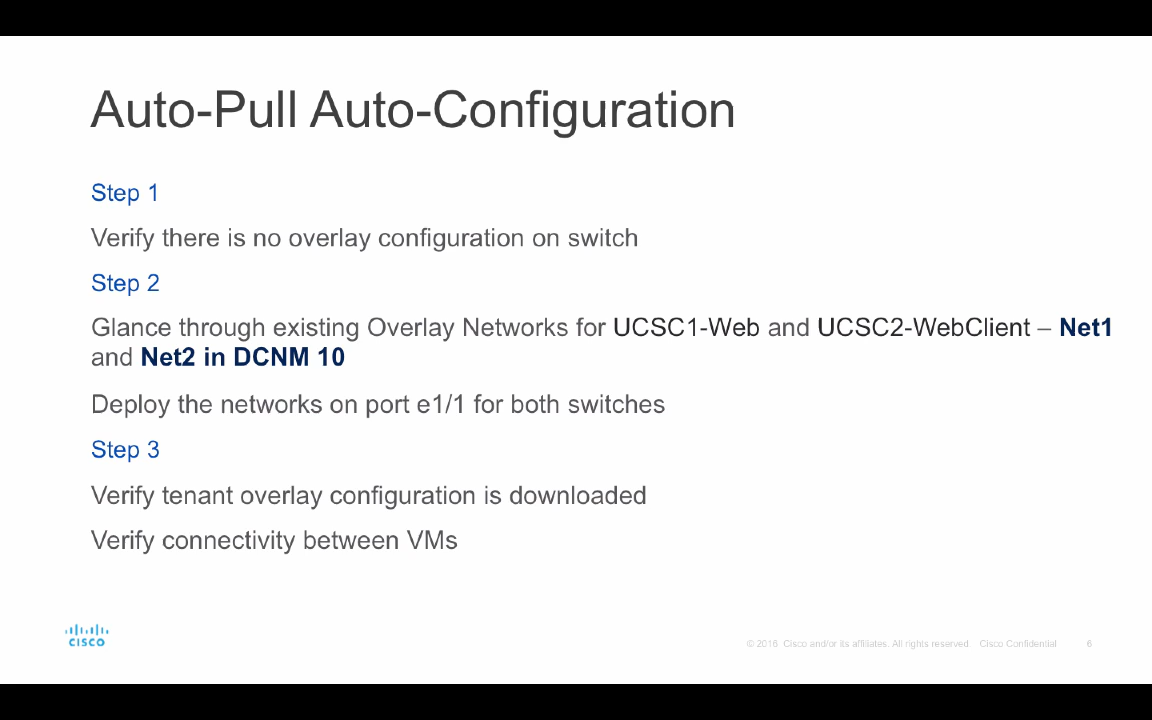 Auto-Pull Auto-Configuration
Step 1
Verify there is no overlay configuration on switch
Step 2
Glance through existing Overlay Networks for UCSC1-Web and UCSC2-WebClient – Net1
and Net2 in DCNM 10
Deploy the networks on port e1/1 for both switches
Step 3
Verify tenant overlay configuration is downloaded
Verify connectivity between VMs
CISCO
© 2016 Cisco and/or its affiliates. All rights reserved Cisco Confidential 6